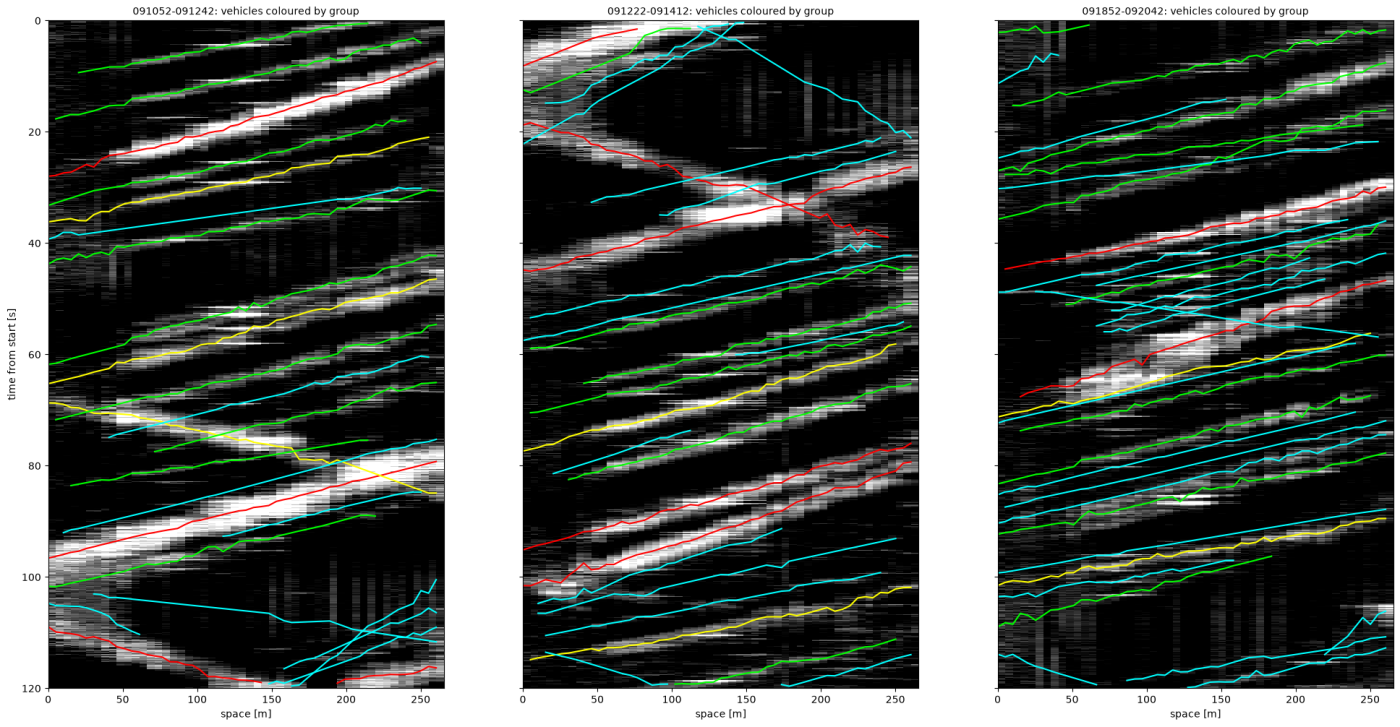 091052-091242: vehicles coloured by group
091222-091412: vehicles coloured by group
091852-092042: vehicles coloured by group
0
20
40
60
80
100
120
time from start [s]
0 50 100 150 200 250
0 50 100 150 200 250
0 50 100 150 200 250
space [m]
space [m]
space [m]